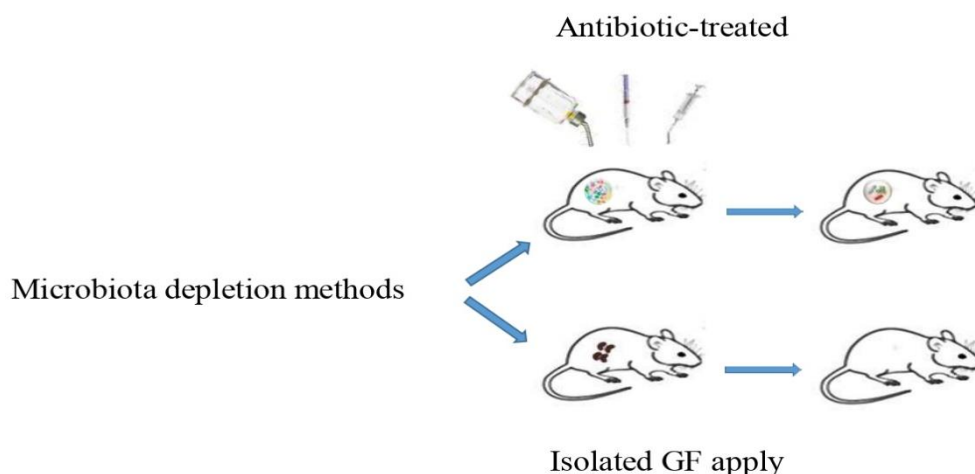 Antibiotic-treated
Microbiota depletion methods
Isolated GF apply